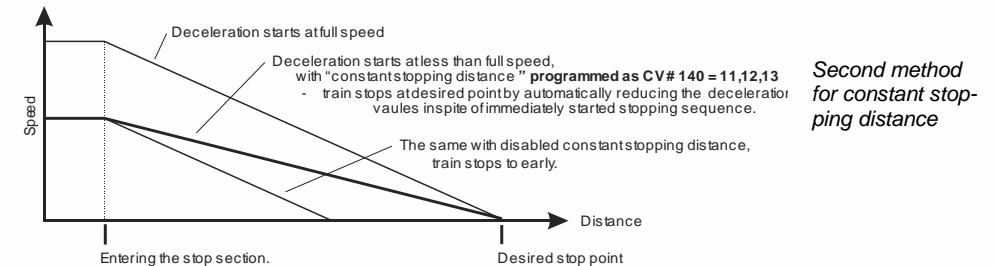 Deceleration starts at full speed
Deceleration starts at less than full speed,
with “constant stopping distance ” programmed as CV# 140 = 11,12,13
- train stops at desired point by automatically reducing the deceleration
vaules inspite of immediately started stopping sequence.
The same with disabled constant stopping distance,
train stops to early.
Speed
Distance
Entering the stop section.
Desired stop point
Second method
for constant stop-
ping distance